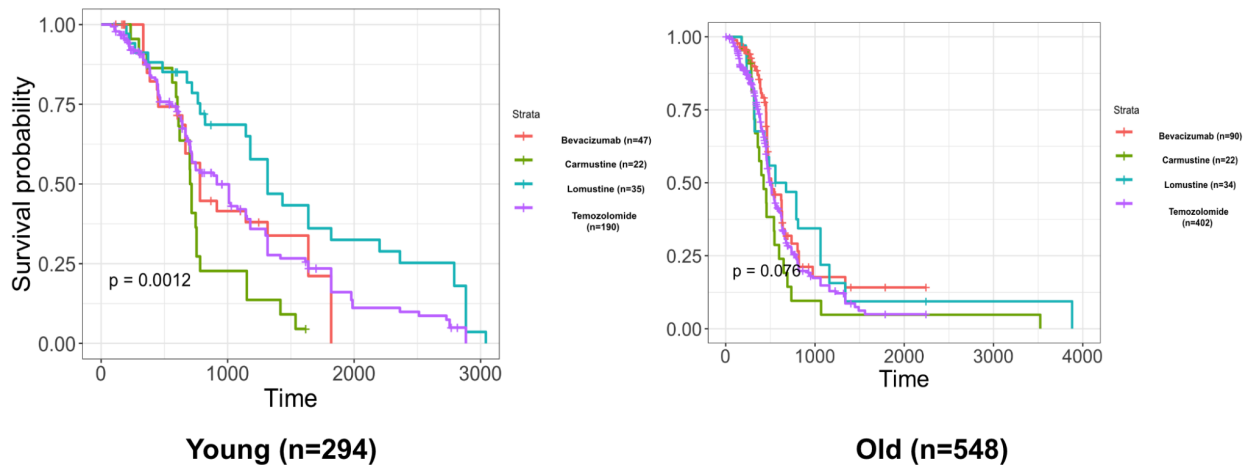 Survival probability
1.00
0.75
0.50
0.25
0.00
p = 0.0012
0
1000
2000
3000
Time
Strata
Bevacizumab (n=47)
Carmustine (n=22)
Lomustine (n=35)
Temozolomide
(n=190)
Young (n=294)
1.00
0.75
0.50
0.25
0.00
p = 0.076
0
1000
2000
3000
4000
Time
Strata
Bevacizumab (n=90)
Carmustine (n=22)
Lomustine (n=34)
Temozolomide
(n=402)
Old (n=548)